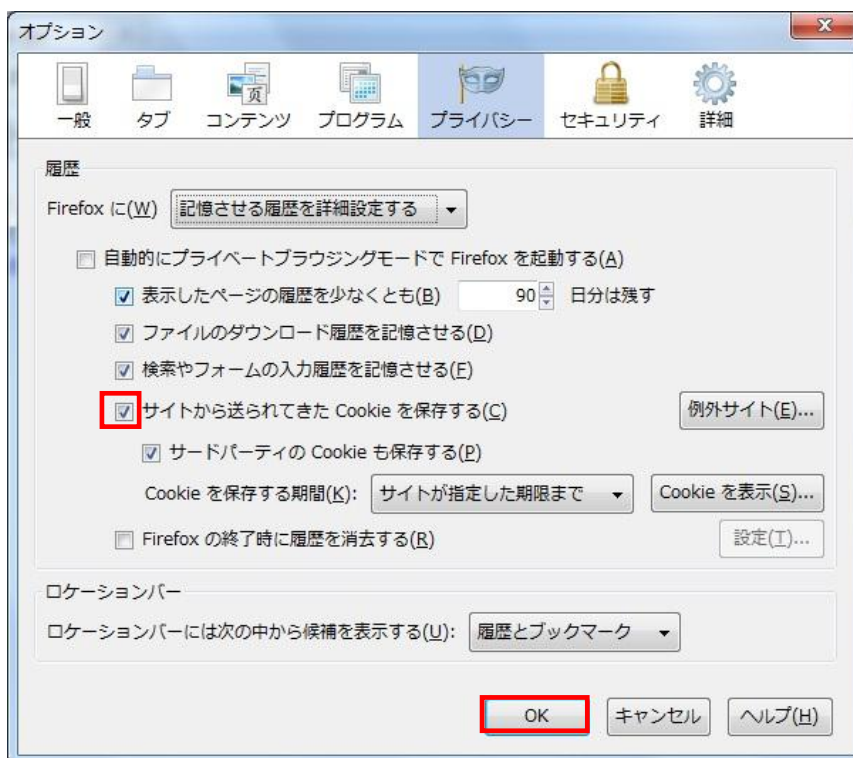 オプション
一般 タブ コンテンツ プログラム プライバシー セキュリティ 詳細
履歴
Firefox に(W) 記憶させる履歴を詳細設定する
自動的にプライベートブラウジングモードで Firefox を起動する(A)
表示したページの履歴を少なくとも(B) 90 日分は残す
ファイルのダウンロード履歴を記憶させる(D)
検索やフォームの入力履歴を記憶させる(F)
サイトから送られてきた Cookie を保存する(C) 例外サイト(E)...
サードパーティの Cookie も保存する(P)
Cookie を保存する期間(K): サイトが指定した期限まで Cookie を表示(S)...
Firefox の終了時に履歴を消去する(R) 設定(T)...
ロケーションバー
ロケーションバーには次の中から候補を表示する(U): 履歴とブックマーク
OK キャンセル ヘルプ(H)